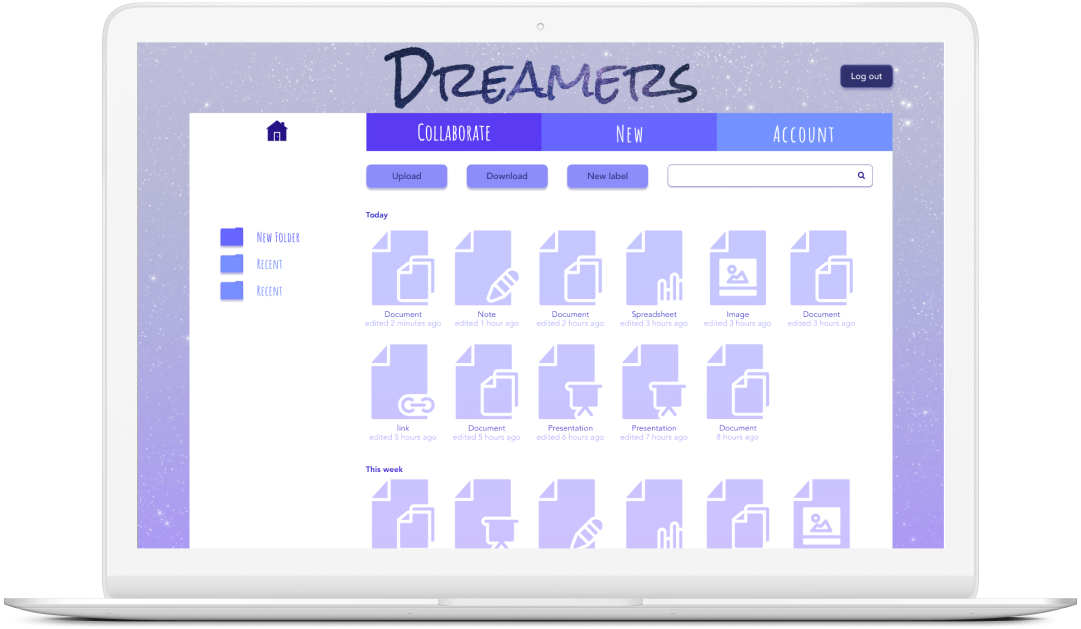 DREAMERS
Log out
COLLABORATE
NEW
ACCOUNT
Upload
Download
New label
Today
NEW FOLDER
RECENT
RECENT
Document
edited 2 minutes ago
Note
edited 1 hour ago
Document
edited 2 hours ago
Spreadsheet
edited 3 hours ago
Image
edited 3 hours ago
Document
edited 3 hours ago
link
edited 5 hours ago
Document
edited 5 hours ago
Presentation
edited 6 hours ago
Presentation
edited 7 hours ago
Document
8 hours ago
This week